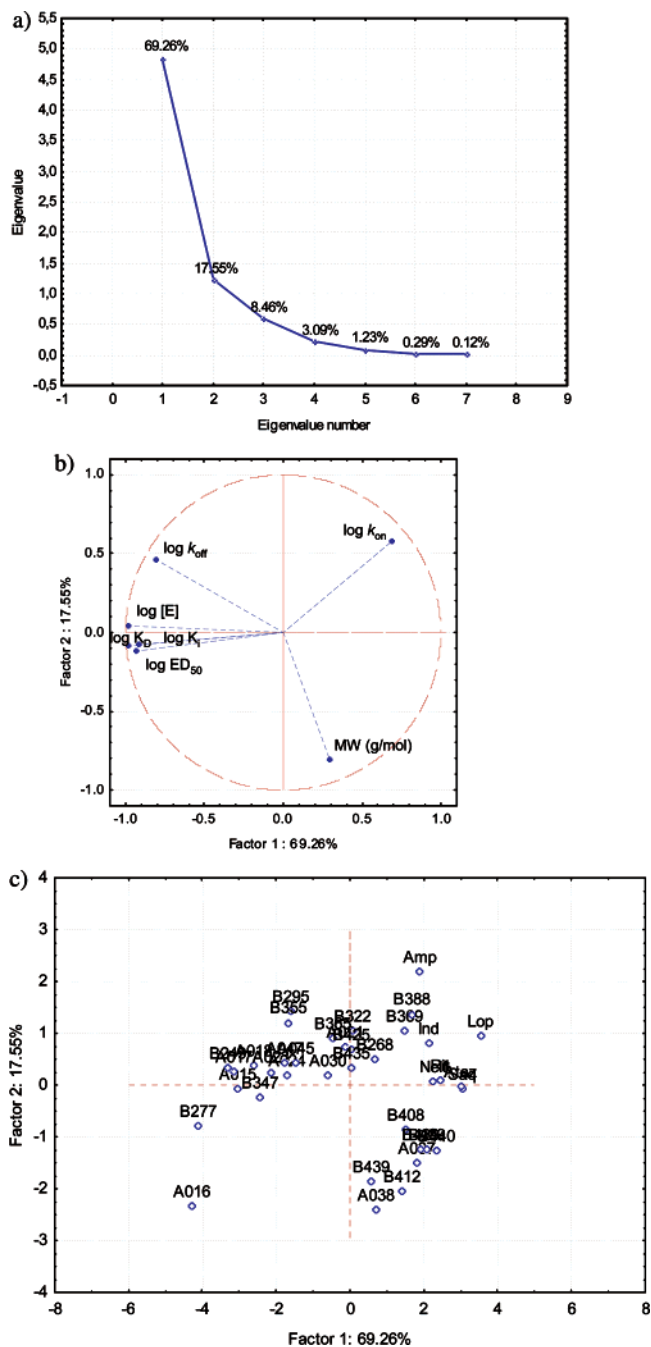 a)
5,5
5,0
4,5
4,0
3,5
3,0
2,5
2,0
1,5
1,0
0,5
0,0
-0,5
Eigenvalue
69.26%
17.55%
8.46%
3.09%
1.23%
0.29%
0.12%
-1 0 1 2 3 4 5 6 7 8 9
Eigenvalue number
b)
1.0
0.5
0.0
-0.5
-1.0
Factor 2 : 17.55%
log k_off
log k_on
log [E]
log K_D
log K_i
log ED_50
MW (g/mol)
-1.0 -0.5 0.0 0.5 1.0
Factor 1 : 69.26%
c)
4
3
2
1
0
-1
-2
-3
-4
Factor 2: 17.55%
Amp
B295
B388
B365
B322
B369
Ind
Lop
B268
B435
A030
A015
B347
B277
B408
B439
B412
A038
A016
-8 -6 -4 -2 0 2 4 6 8
Factor 1: 69.26%